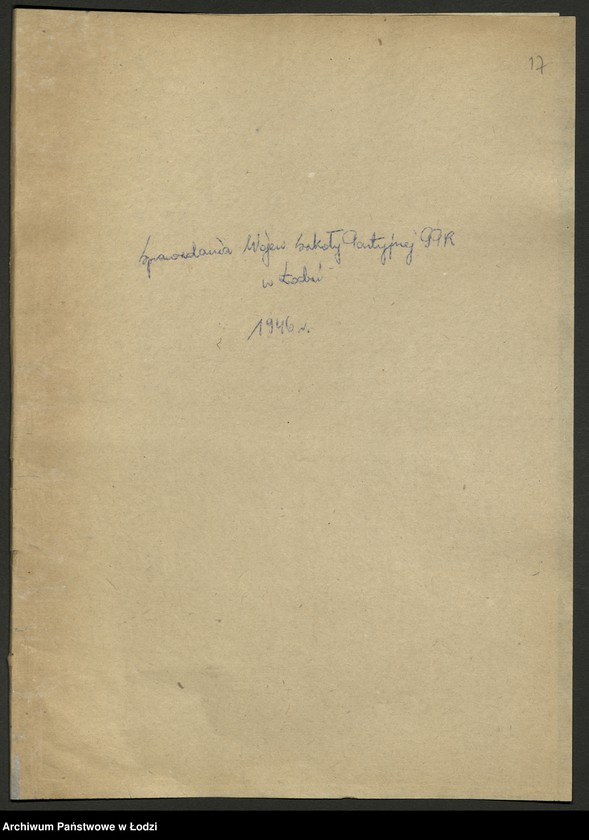 17
Sprawozdania Wojew Szkoły Partyjnej PPR
w Łodzi
1946 r.
Archiwum Państwowe w Łodzi